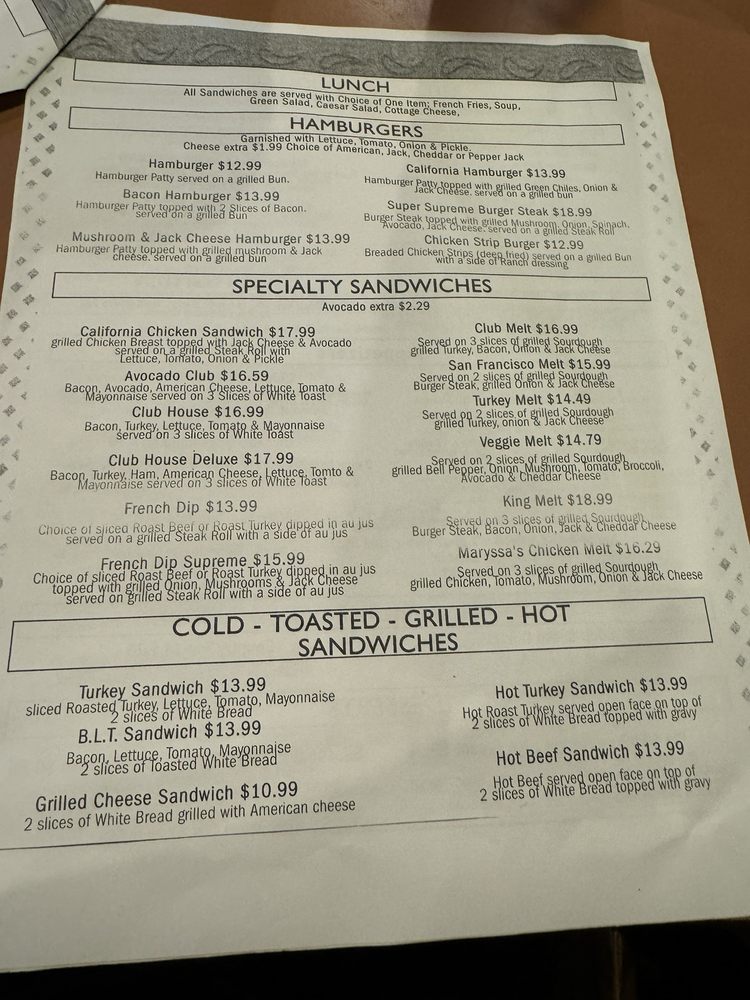 LUNCH
All Sandwiches are served with Choice of One Item; French Fries, Soup,
Green Salad, Caesar Salad, Cottage Cheese,
HAMBURGERS
Garnished with Lettuce, Tomato, Onion & Pickle.
Cheese extra $1.99 Choice of American, Jack, Cheddar or Pepper Jack
Hamburger $12.99
Hamburger Patty served on a grilled Bun.
Bacon Hamburger $13.99
Hamburger Patty topped with 2 Slices of Bacon.
served on a grilled Bun
Mushroom & Jack Cheese Hamburger $13.99
Hamburger Patty topped with grilled mushroom & Jack
cheese. served on a grilled bun
California Hamburger $13.99
Hamburger Patty topped with grilled Green Chiles, Onion &
Jack Cheese. served on a grilled bun
Super Supreme Burger Steak $18.99
Burger Steak topped with grilled Mushroom, Onion, Spinach,
Avocado, Jack Cheese. served on a grilled Steak Roll
Chicken Strip Burger $12.99
Breaded Chicken Strips (deep fried) served on a grilled Bun
with a side of Ranch dressing
SPECIALTY SANDWICHES
Avocado extra $2.29
California Chicken Sandwich $17.99
grilled Chicken Breast topped with Jack Cheese & Avocado
served on a grilled Steak Roll with
Lettuce, Tomato, Onion & Pickle
Avocado Club $16.59
Bacon, Avocado, American Cheese, Lettuce, Tomato &
Mayonnaise served on 3 Slices of White Toast
Club House $16.99
Bacon, Turkey, Lettuce, Tomato & Mayonnaise
served on 3 slices of White Toast
Club House Deluxe $17.99
Bacon, Turkey, Ham, American Cheese, Lettuce, Tomto &
Mayonnaise served on 3 Slices of White Toast
French Dip $13.99
Choice of sliced Roast Beef or Roast Turkey dipped in au jus
served on a grilled Steak Roll with a side of au jus
French Dip Supreme $15.99
Choice of sliced Roast Beef or Roast Turkey dipped in au jus
topped with grilled Onion, Mushrooms & Jack Cheese
served on grilled Steak Roll with a side of au jus
Club Melt $16.99
Served on 3 slices of grilled Sourdough
grilled Turkey, Bacon, Onion & Jack Cheese
San Francisco Melt $15.99
Served on 2 slices of grilled Sourdough
Burger Steak, grilled Onion & Jack Cheese
Turkey Melt $14.49
Served on 2 slices of grilled Sourdough
grilled Turkey, onion & Jack Cheese
Veggie Melt $14.79
Served on 2 slices of grilled Sourdough
grilled Bell Pepper, Onion, Mushroom, Tomato, Broccoli,
Avocado & Cheddar Cheese
King Melt $18.99
Served on 3 slices of grilled Sourdough
Burger Steak, Bacon, Onion, Jack & Cheddar Cheese
Maryssa's Chicken Melt $16.29
Served on 3 slices of grilled Sourdough
grilled Chicken, Tomato, Mushroom, Onion & Jack Cheese
COLD - TOASTED - GRILLED - HOT
SANDWICHES
Turkey Sandwich $13.99
sliced Roasted Turkey, Lettuce, Tomato, Mayonnaise
2 slices of White Bread
B.L.T. Sandwich $13.99
Bacon, Lettuce, Tomato, Mayonnaise
2 slices of Toasted White Bread
Grilled Cheese Sandwich $10.99
2 slices of White Bread grilled with American cheese
Hot Turkey Sandwich $13.99
Hot Roast Turkey served open face on top of
2 slices of White Bread topped with gravy
Hot Beef Sandwich $13.99
Hot Beef served open face on top of
2 slices of White Bread topped with gravy